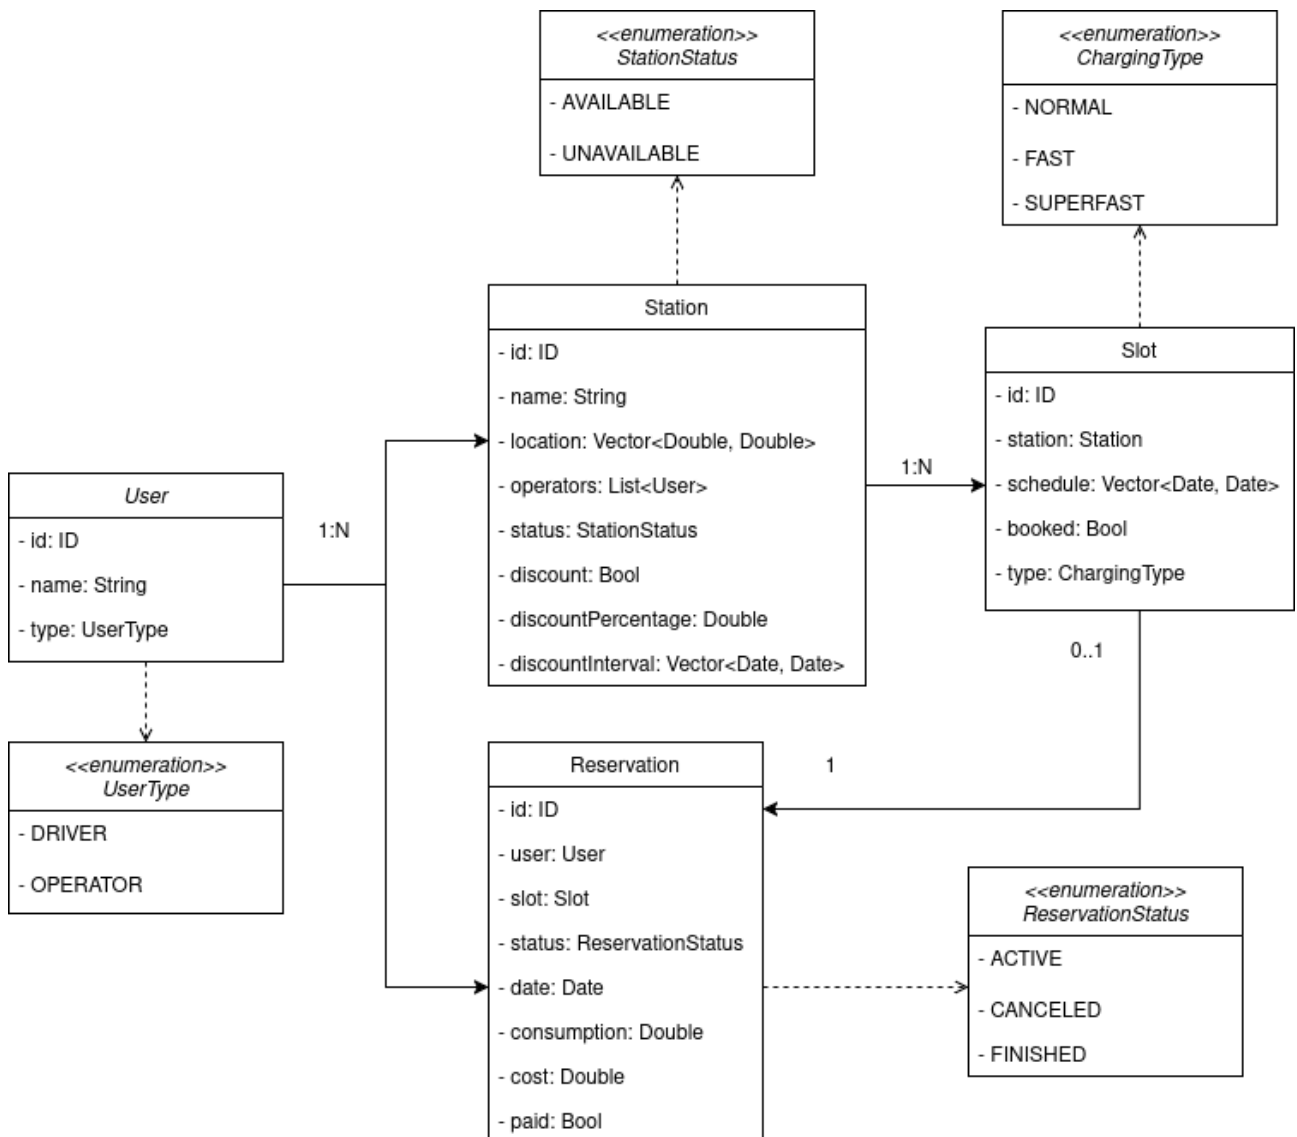 <<enumeration>>
StationStatus
- AVAILABLE
- UNAVAILABLE
<<enumeration>>
ChargingType
- NORMAL
- FAST
- SUPERFAST
Station
- id: ID
- name: String
- location: Vector<Double, Double>
- operators: List<User>
- status: StationStatus
- discount: Bool
- discountPercentage: Double
- discountInterval: Vector<Date, Date>
1:N
Slot
- id: ID
- station: Station
- schedule: Vector<Date, Date>
- booked: Bool
- type: ChargingType
User
- id: ID
- name: String
- type: UserType
1:N
0..1
1
<<enumeration>>
UserType
- DRIVER
- OPERATOR
Reservation
- id: ID
- user: User
- slot: Slot
- status: ReservationStatus
- date: Date
- consumption: Double
- cost: Double
- paid: Bool
<<enumeration>>
ReservationStatus
- ACTIVE
- CANCELED
- FINISHED